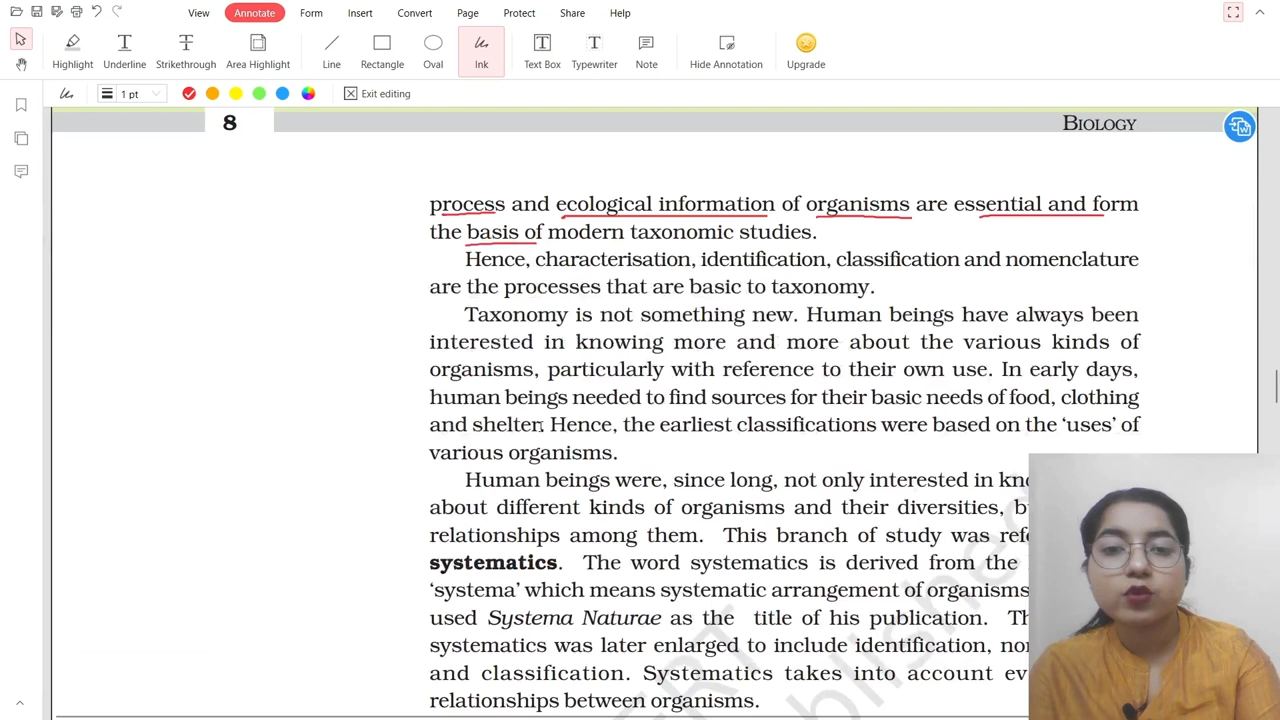 View
Annotate
Form
Insert
Convert
Page
Protect
Share
Help
Highlight
Underline
Strikethrough
Area Highlight
Line
Rectangle
Oval
Ink
Text Box
Typewriter
Note
Hide Annotation
Upgrade
1 pt
Exit editing
8
BIOLOGY
process and ecological information of organisms are essential and form
the basis of modern taxonomic studies.
Hence, characterisation, identification, classification and nomenclature
are the processes that are basic to taxonomy.
Taxonomy is not something new. Human beings have always been
interested in knowing more and more about the various kinds of
organisms, particularly with reference to their own use. In early days,
human beings needed to find sources for their basic needs of food, clothing
and shelter. Hence, the earliest classifications were based on the ‘uses’ of
various organisms.
Human beings were, since long, not only interested in
about different kinds of organisms and their diversities,
relationships among them. This branch of study was
systematics. The word systematics is derived from the
‘systema’ which means systematic arrangement of organisms
used Systema Naturae as the title of his publication.
systematics was later enlarged to include identification,
and classification. Systematics takes into account
relationships between organisms.